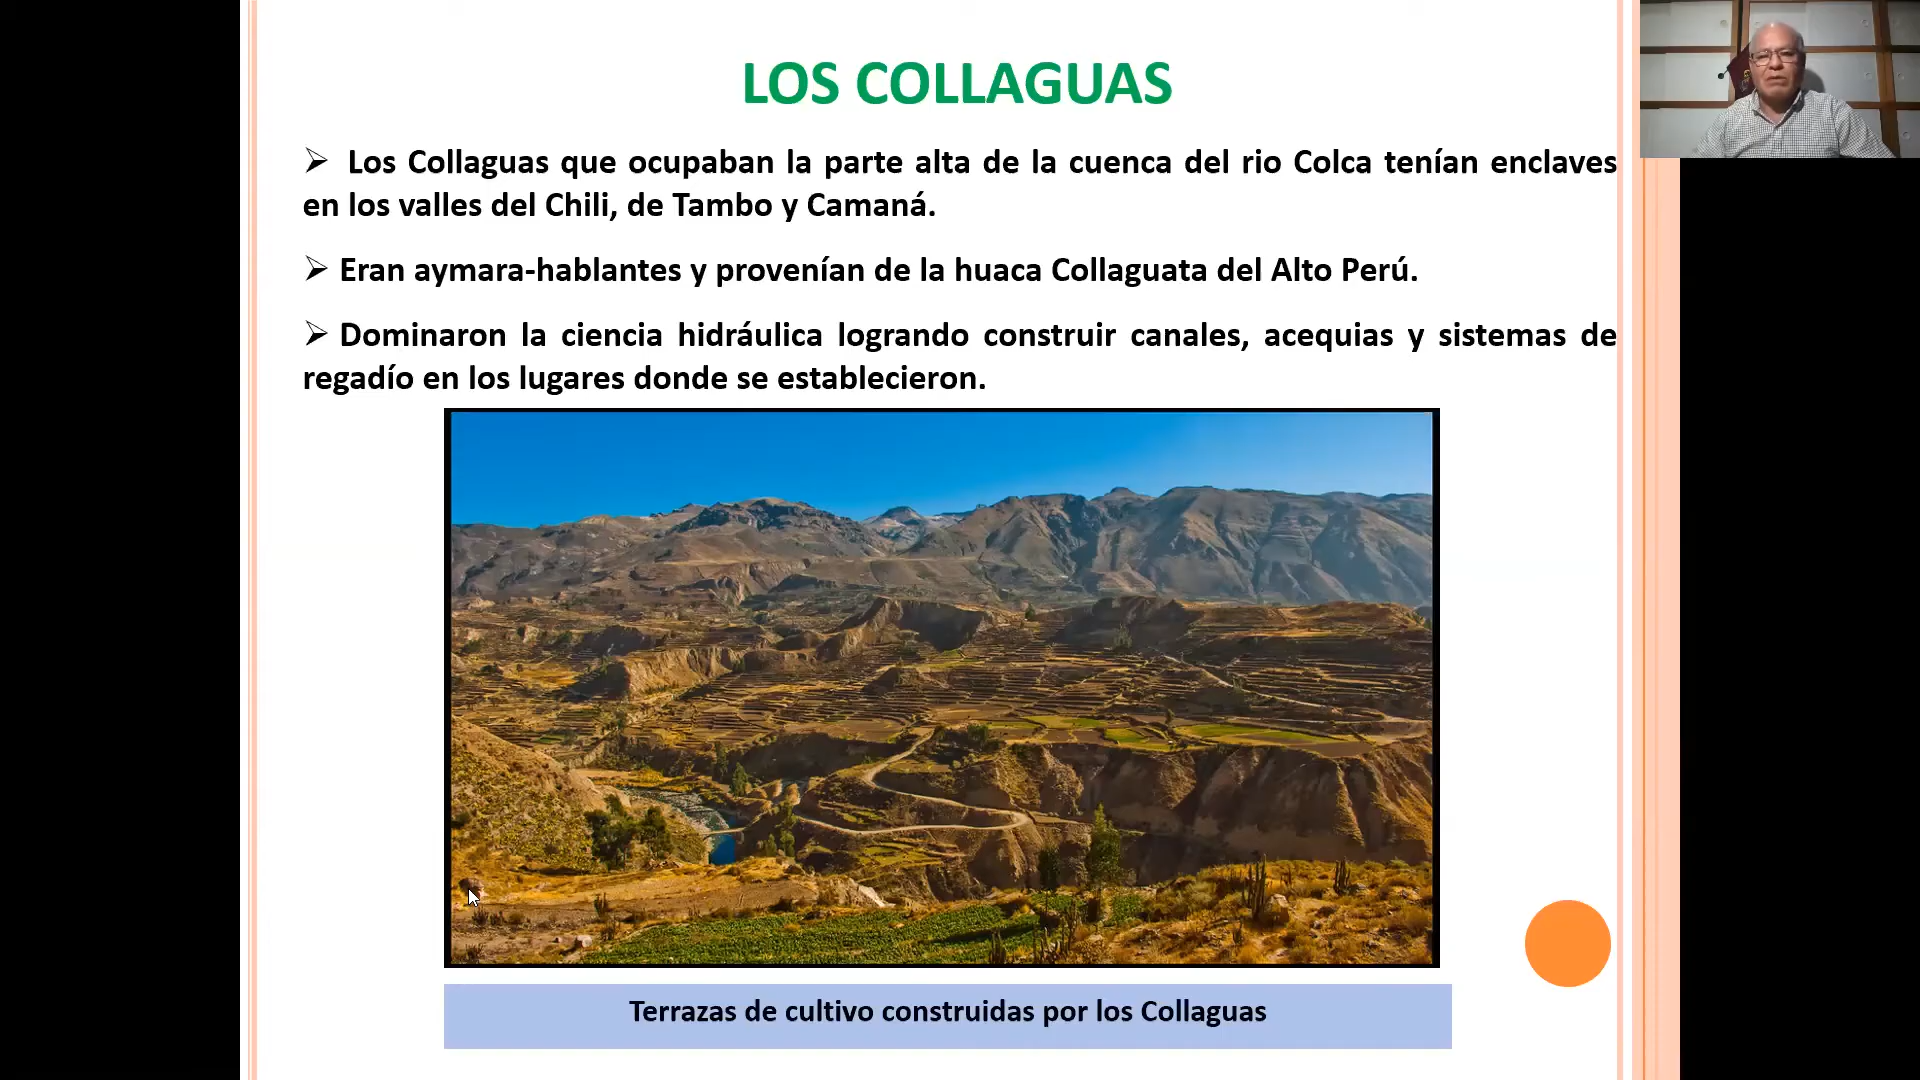 LOS COLLAGUAS
➢ Los Collaguas que ocupaban la parte alta de la cuenca del rio Colca tenían enclaves
en los valles del Chili, de Tambo y Camaná.
➢ Eran aymara-hablantes y provenían de la huaca Collaguata del Alto Perú.
➢ Dominaron la ciencia hidráulica logrando construir canales, acequias y sistemas de
regadío en los lugares donde se establecieron.
Terrazas de cultivo construidas por los Collaguas